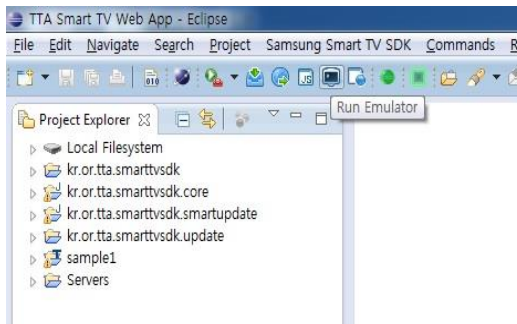 TTA Smart TV Web App - Eclipse
File Edit Navigate Search Project Samsung Smart TV SDK Commands R
Run Emulator
Project Explorer
Local Filesystem
kr.or.tta.smarttvsdk
kr.or.tta.smarttvsdk.core
kr.or.tta.smarttvsdk.smartupdate
kr.or.tta.smarttvsdk.update
sample1
Servers